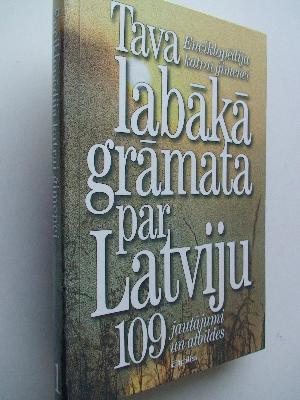 Enciklopēdija
katrai ģimenei
Tava
labākā
grāmata
par
Latviju
109
jautājumi
un atbildes